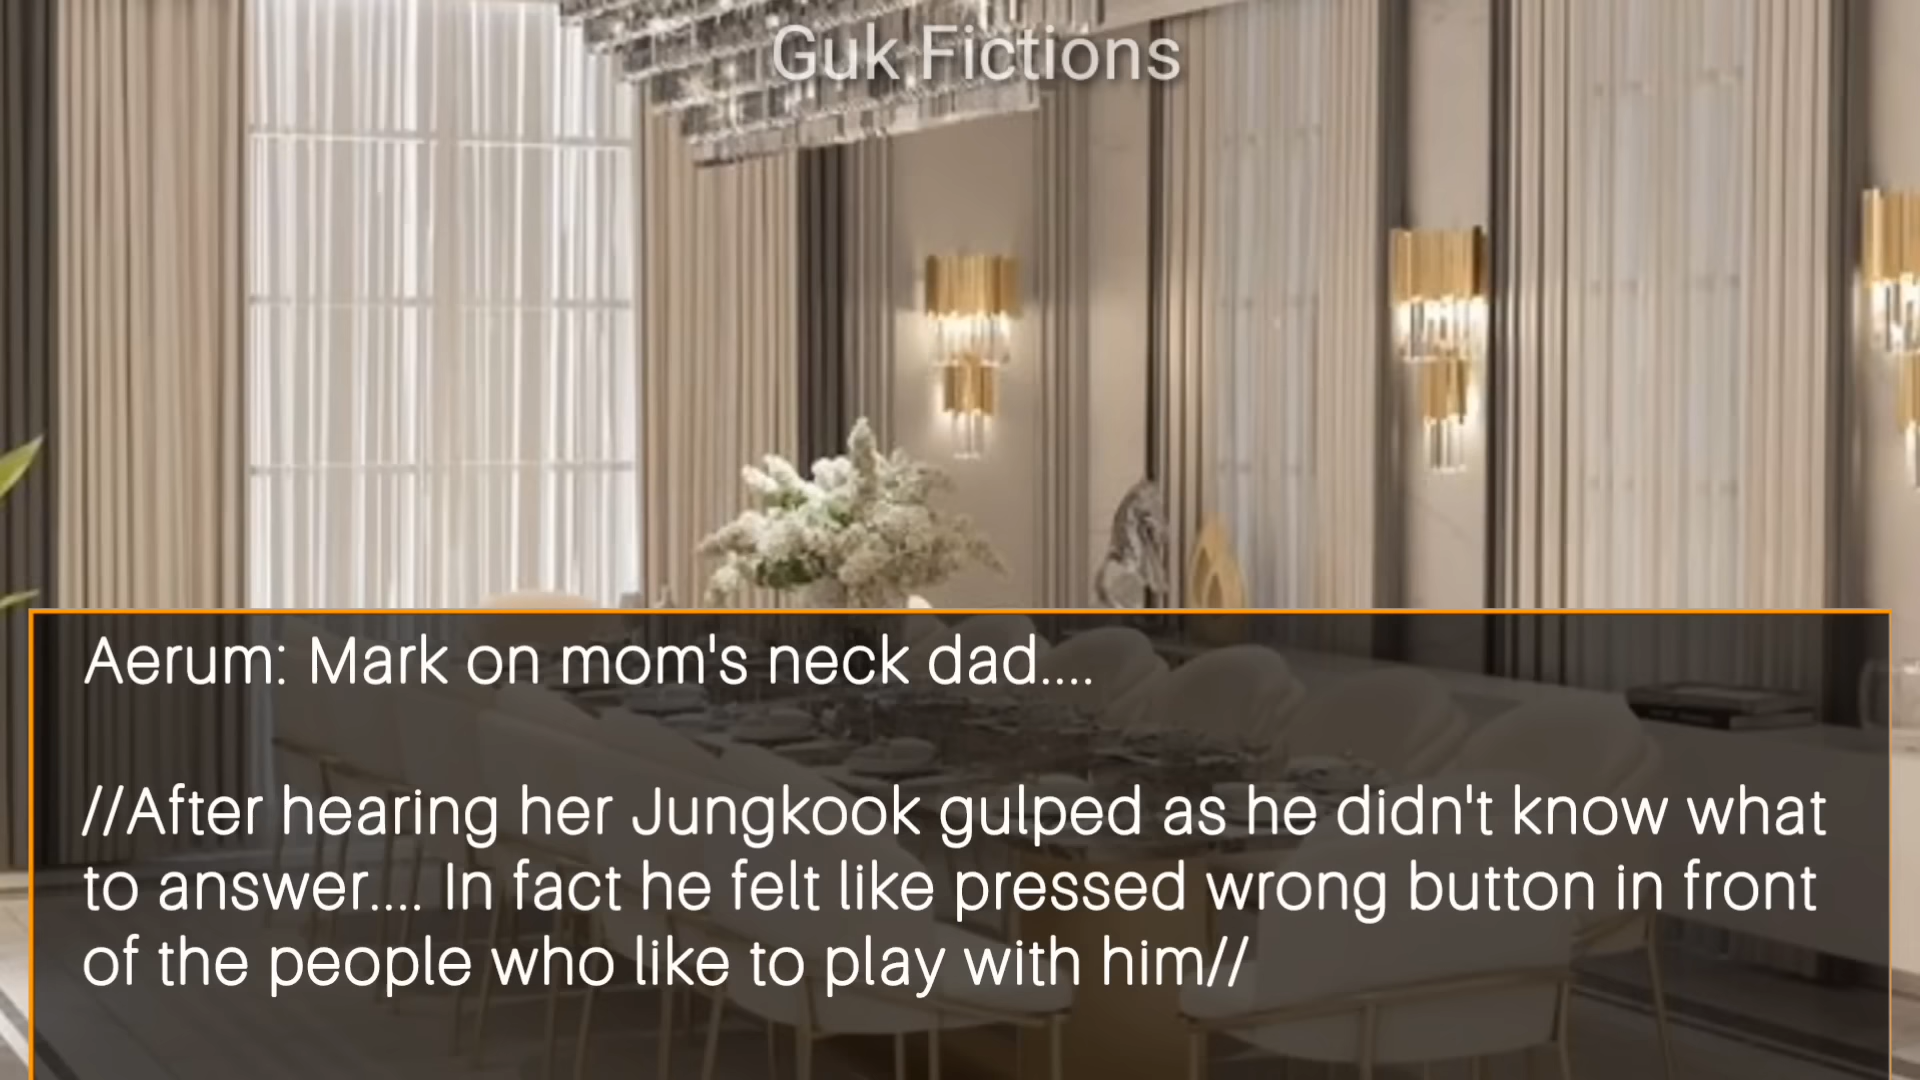 Guk Fictions
Aerum: Mark on mom's neck dad....
//After hearing her Jungkook gulped as he didn't know what
to answer.... In fact he felt like pressed wrong button in front
of the people who like to play with him//